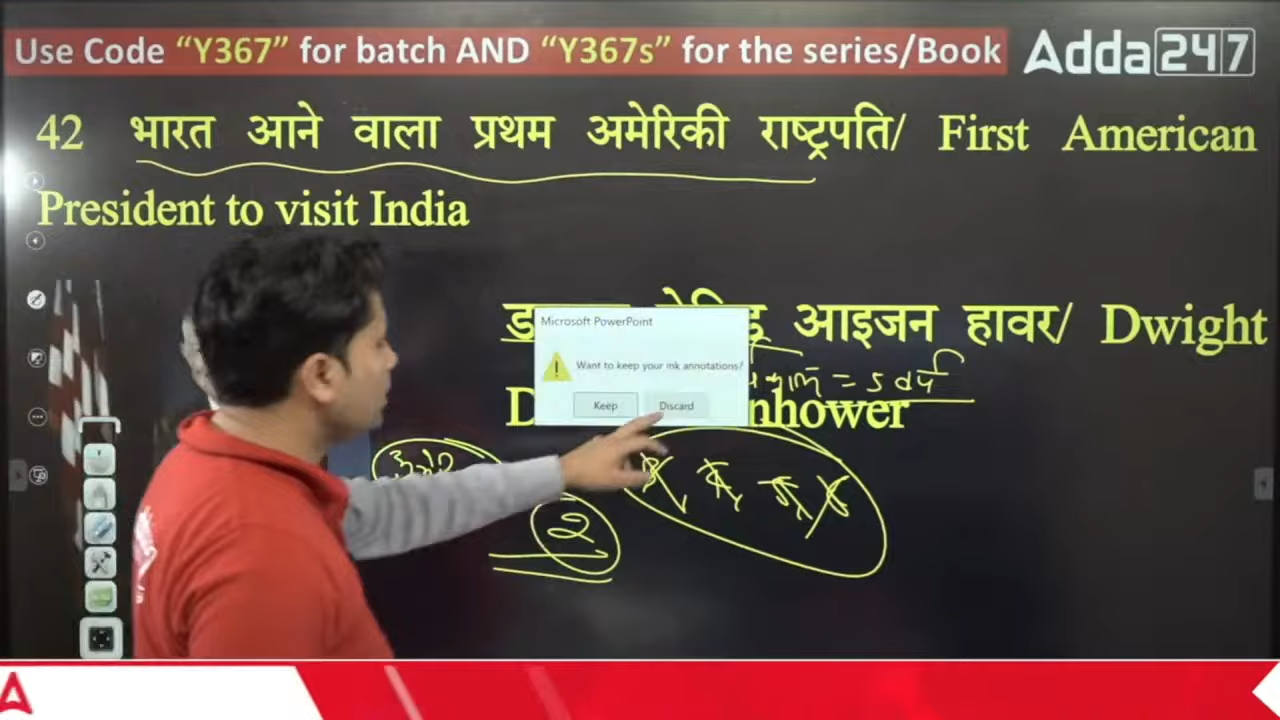 Use Code “Y367” for batch AND “Y367s” for the series/Book
Adda247
42 भारत आने वाला प्रथम अमेरिकी राष्ट्रपति/ First American
President to visit India
आइजन हावर/ Dwight
Microsoft PowerPoint
Want to keep your ink annotations?
Keep Discard
2